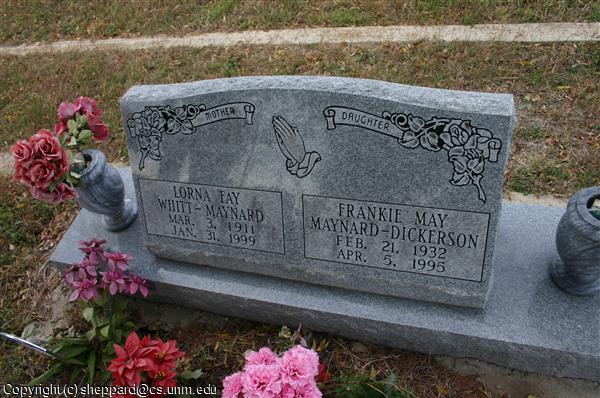 MOTHER
DAUGHTER
LORNA FAY
WHITT-MAYNARD
MAR. 3, 1911
JAN. 31, 1999
FRANKIE MAY
MAYNARD-DICKERSON
FEB. 21, 1932
APR. 5, 1995
Copyright (c) sheppard@cs.unm.edu